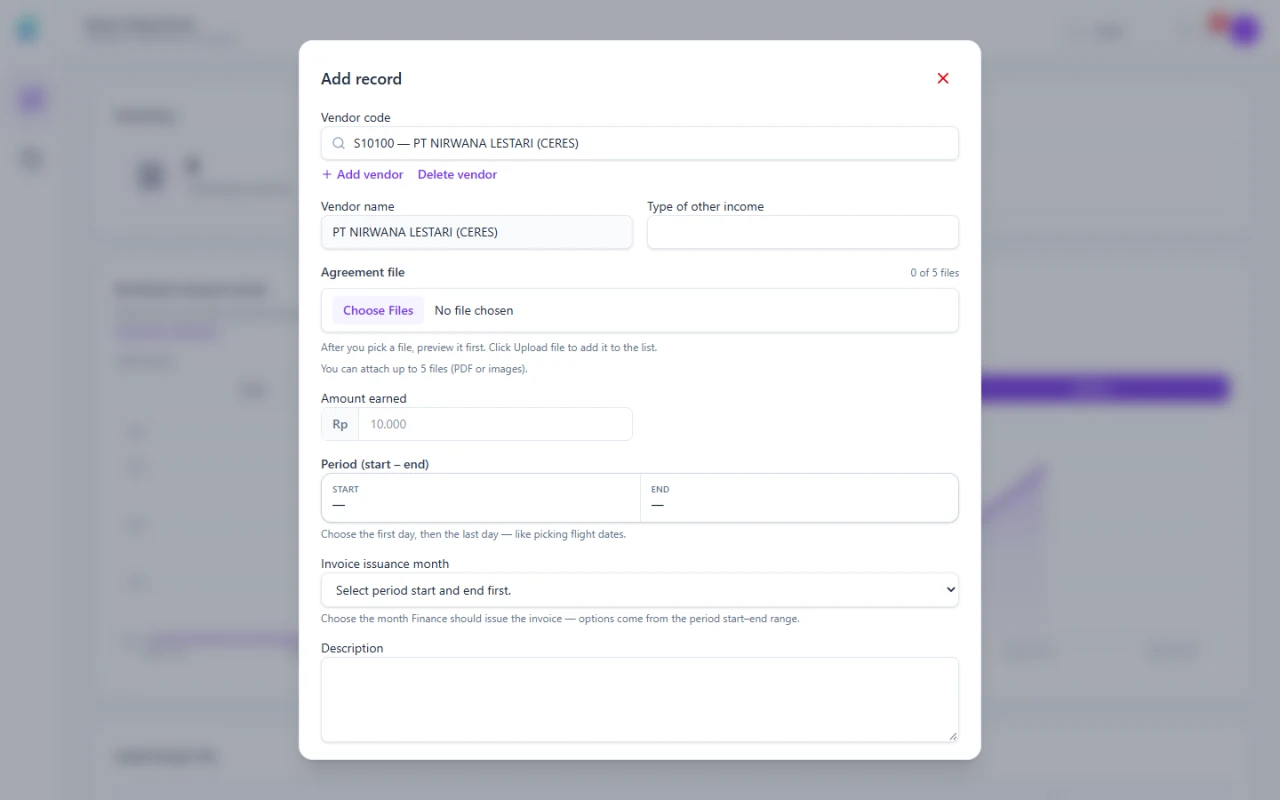 Add record
Vendor code
S10100 — PT NIRWANA LESTARI (CERES)
+ Add vendor Delete vendor
Vendor name Type of other income
PT NIRWANA LESTARI (CERES)
Agreement file 0 of 5 files
Choose Files No file chosen
After you pick a file, preview it first. Click Upload file to add it to the list.
You can attach up to 5 files (PDF or images).
Amount earned
Rp 10.000
Period (start – end)
START END
— —
Choose the first day, then the last day — like picking flight dates.
Invoice issuance month
Select period start and end first.
Choose the month Finance should issue the invoice — options come from the period start–end range.
Description